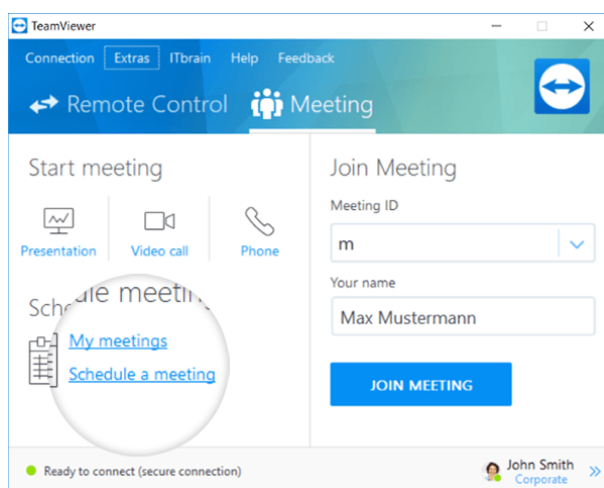 TeamViewer
Connection Extras ITbrain Help Feedback
Remote Control Meeting
Start meeting
Presentation Video call Phone
Schedule meeting
My meetings
Schedule a meeting
Join Meeting
Meeting ID
m
Your name
Max Mustermann
JOIN MEETING
Ready to connect (secure connection)
John Smith
Corporate